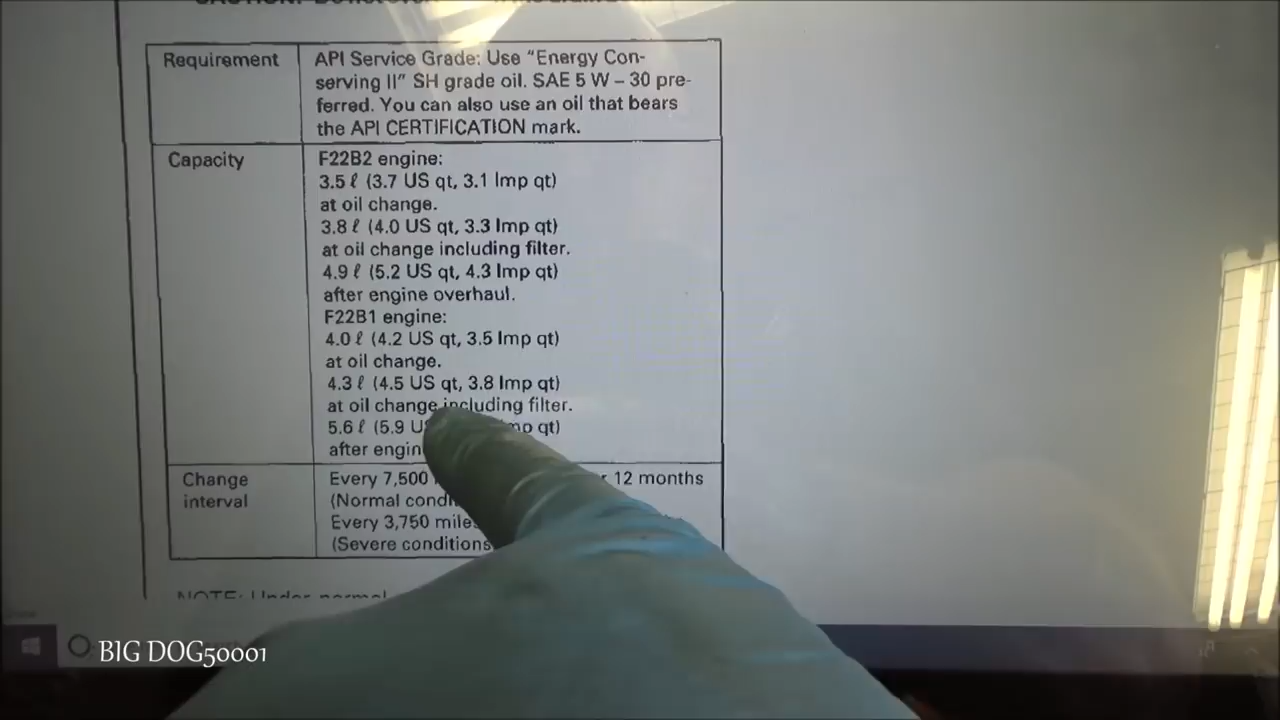 Requirement
API Service Grade: Use "Energy Con-
serving II" SH grade oil. SAE 5 W – 30 pre-
ferred. You can also use an oil that bears
the API CERTIFICATION mark.
Capacity
F22B2 engine:
3.5 ℓ (3.7 US qt, 3.1 Imp qt)
at oil change.
3.8 ℓ (4.0 US qt, 3.3 Imp qt)
at oil change including filter.
4.9 ℓ (5.2 US qt, 4.3 Imp qt)
after engine overhaul.
F22B1 engine:
4.0 ℓ (4.2 US qt, 3.5 Imp qt)
at oil change.
4.3 ℓ (4.5 US qt, 3.8 Imp qt)
at oil change including filter.
5.6 ℓ (5.9 qt)
after
Change
interval
Every 7,500 12 months
(Normal
Every 3,750 miles
(Severe conditions
NOTE: Under normal
BIG DOG50001